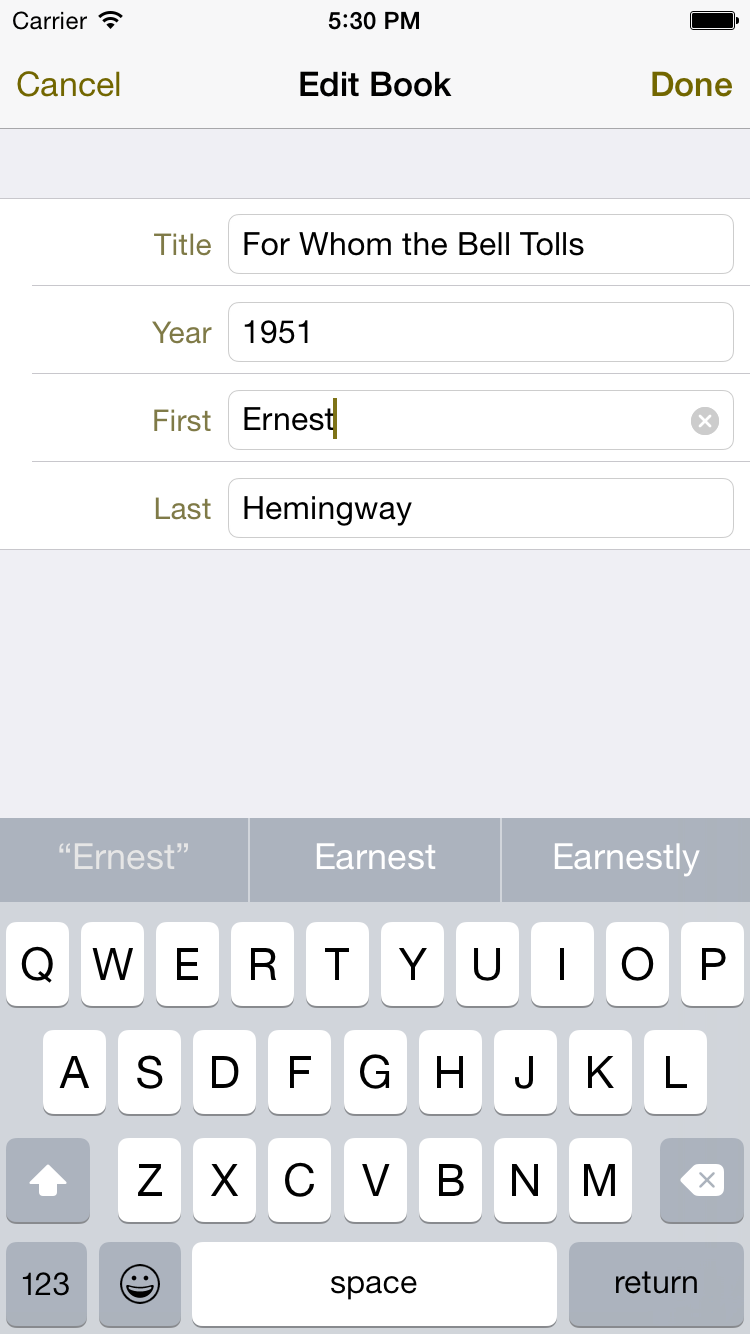 Carrier 5:30 PM
Cancel Edit Book Done
Title For Whom the Bell Tolls
Year 1951
First Ernest
Last Hemingway
“Ernest” Earnest Earnestly
Q W E R T Y U I O P
A S D F G H J K L
Z X C V B N M
123 space return